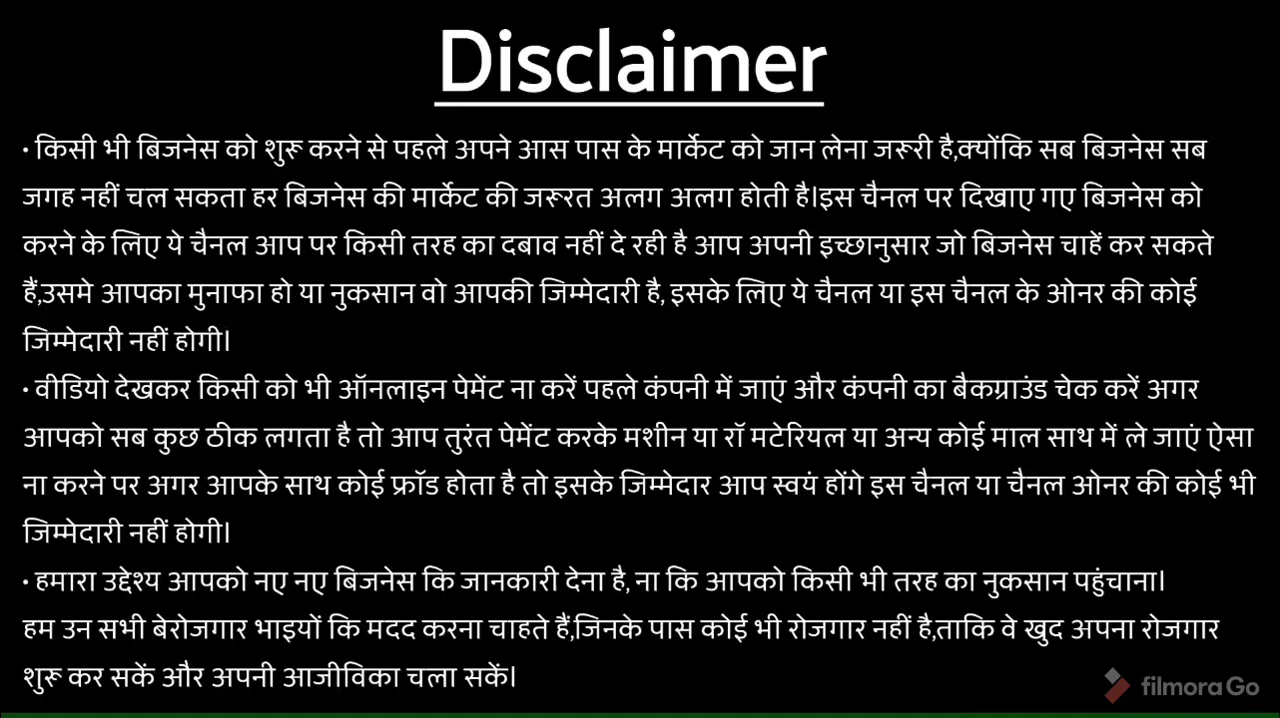 Disclaimer
• किसी भी बिजनेस को शुरू करने से पहले अपने आस पास के मार्केट को जान लेना जरूरी है,क्योंकि सब बिजनेस सब
जगह नहीं चल सकता हर बिजनेस की मार्केट की जरूरत अलग अलग होती है।इस चैनल पर दिखाए गए बिजनेस को
करने के लिए ये चैनल आप पर किसी तरह का दबाव नहीं दे रही है आप अपनी इच्छानुसार जो बिजनेस चाहें कर सकते
हैं,उसमे आपका मुनाफा हो या नुकसान वो आपकी जिम्मेदारी है, इसके लिए ये चैनल या इस चैनल के ओनर की कोई
जिम्मेदारी नहीं होगी।
• वीडियो देखकर किसी को भी ऑनलाइन पेमेंट ना करें पहले कंपनी में जाएं और कंपनी का बैकग्राउंड चेक करें अगर
आपको सब कुछ ठीक लगता है तो आप तुरंत पेमेंट करके मशीन या रॉ मटेरियल या अन्य कोई माल साथ में ले जाएं ऐसा
ना करने पर अगर आपके साथ कोई फ्रॉड होता है तो इसके जिम्मेदार आप स्वयं होंगे इस चैनल या चैनल ओनर की कोई भी
जिम्मेदारी नहीं होगी।
• हमारा उद्देश्य आपको नए नए बिजनेस कि जानकारी देना है, ना कि आपको किसी भी तरह का नुकसान पहुंचाना।
हम उन सभी बेरोजगार भाइयों कि मदद करना चाहते हैं,जिनके पास कोई भी रोजगार नहीं है,ताकि वे खुद अपना रोजगार
शुरू कर सकें और अपनी आजीविका चला सकें।
filmora Go